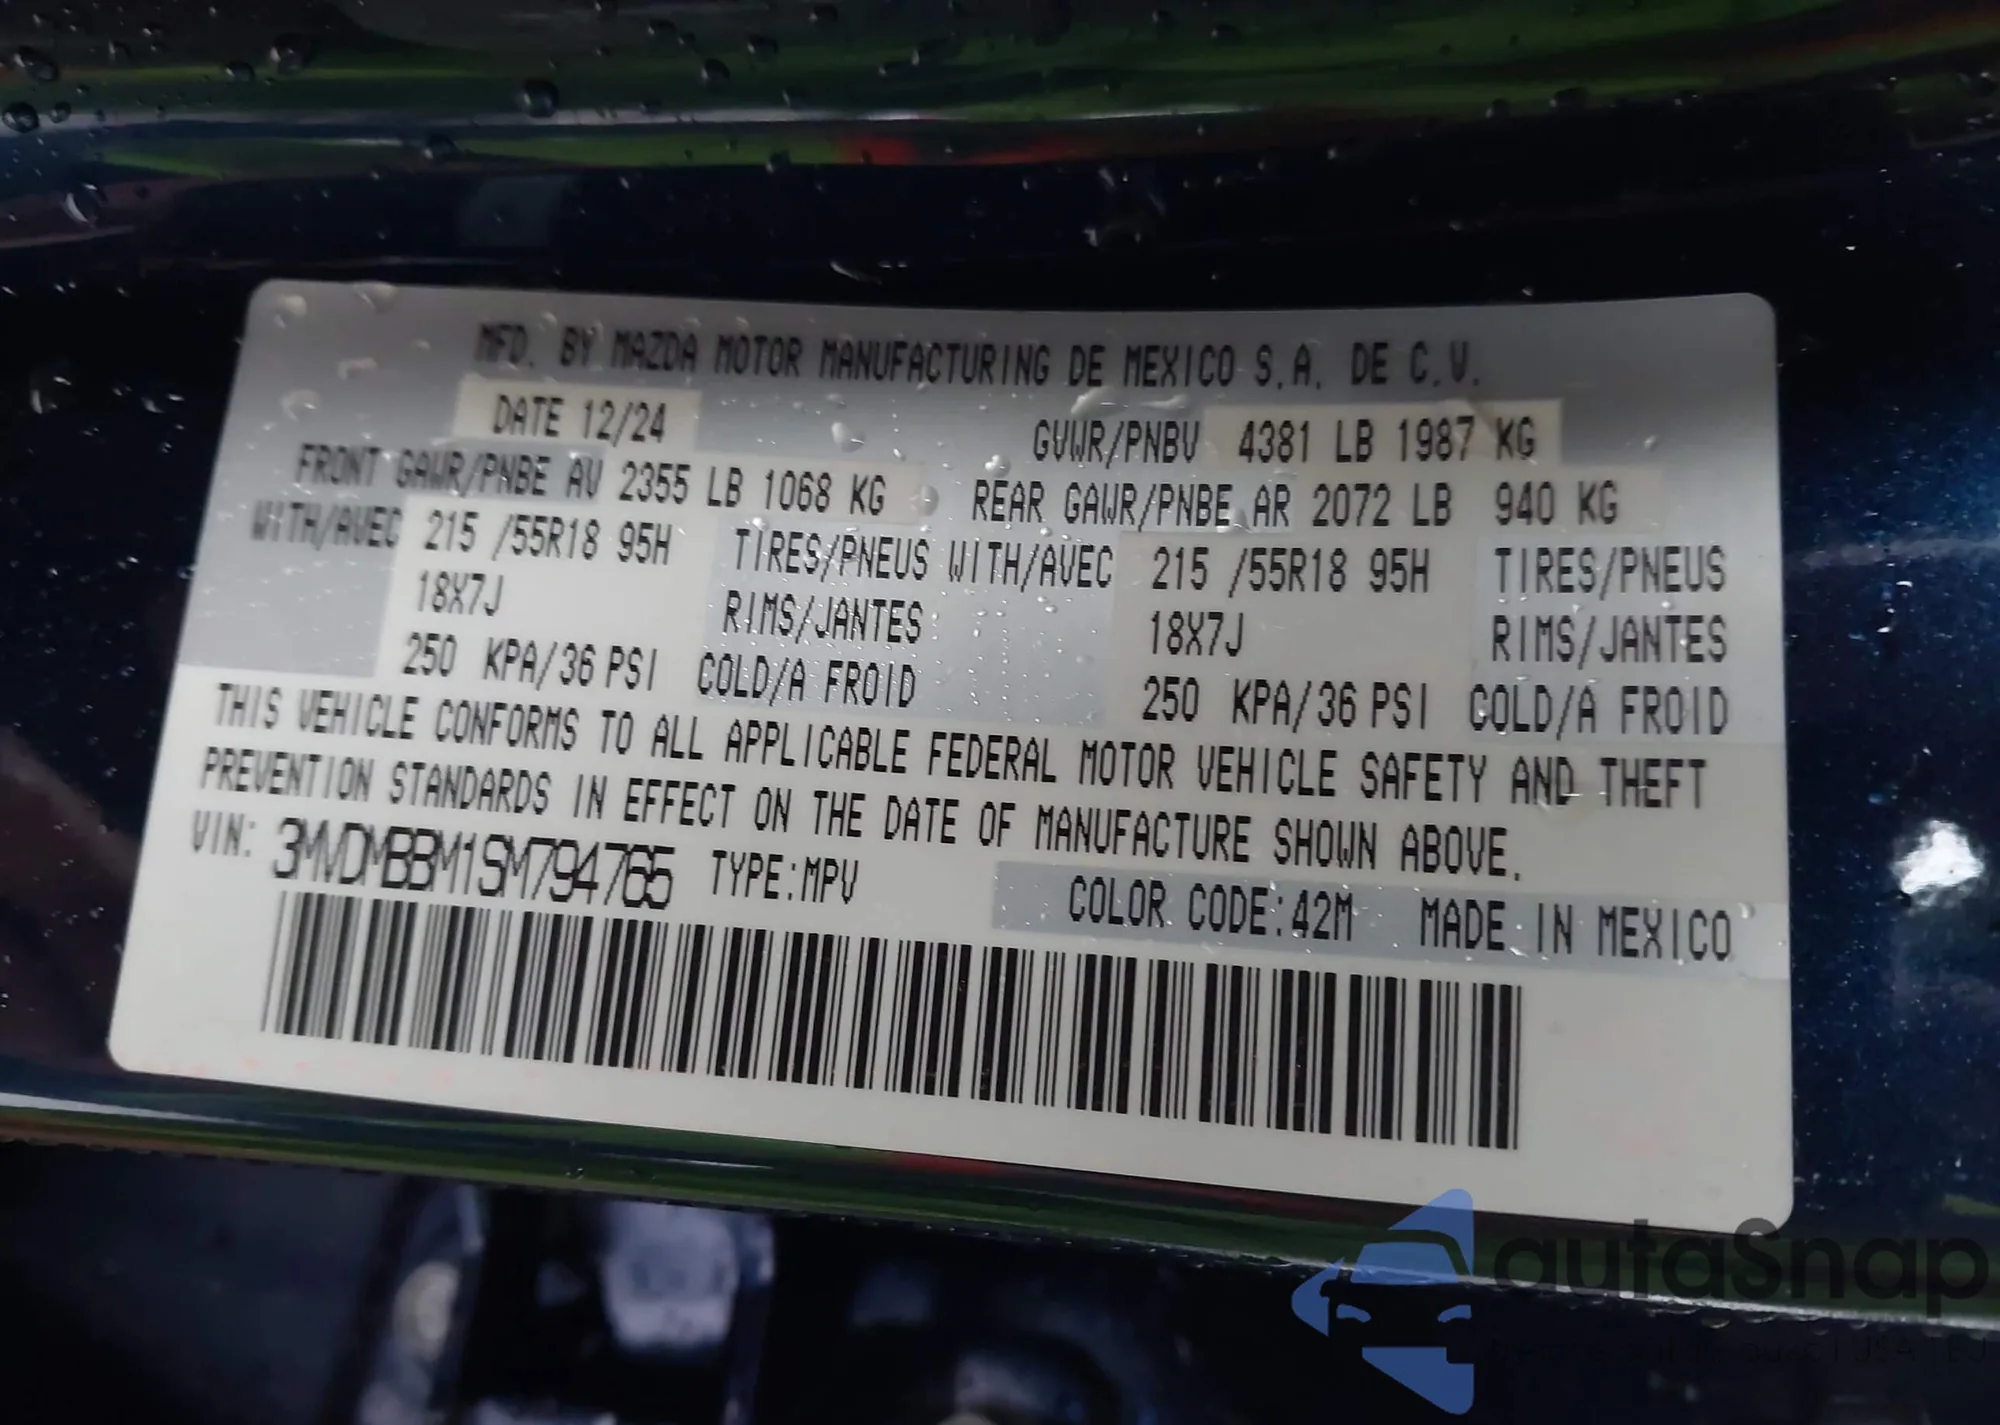 MFD. BY MAZDA MOTOR MANUFACTURING DE MEXICO S.A. DE C.V.
DATE 12/24 GVWR/PNBV 4381 LB 1987 KG
FRONT GAWR/PNBE AV 2355 LB 1068 KG REAR GAWR/PNBE AR 2072 LB 940 KG
WITH/AVEC 215 /55R18 95H TIRES/PNEUS WITH/AVEC 215 /55R18 95H TIRES/PNEUS
18X7J RIMS/JANTES 18X7J RIMS/JANTES
250 KPA/36 PSI COLD/A FROID 250 KPA/36 PSI COLD/A FROID
THIS VEHICLE CONFORMS TO ALL APPLICABLE FEDERAL MOTOR VEHICLE SAFETY AND THEFT
PREVENTION STANDARDS IN EFFECT ON THE DATE OF MANUFACTURE SHOWN ABOVE.
VIN: 3MVDMBBM1SM794765 TYPE:MPV COLOR CODE:42M MADE IN MEXICO
autaSnap